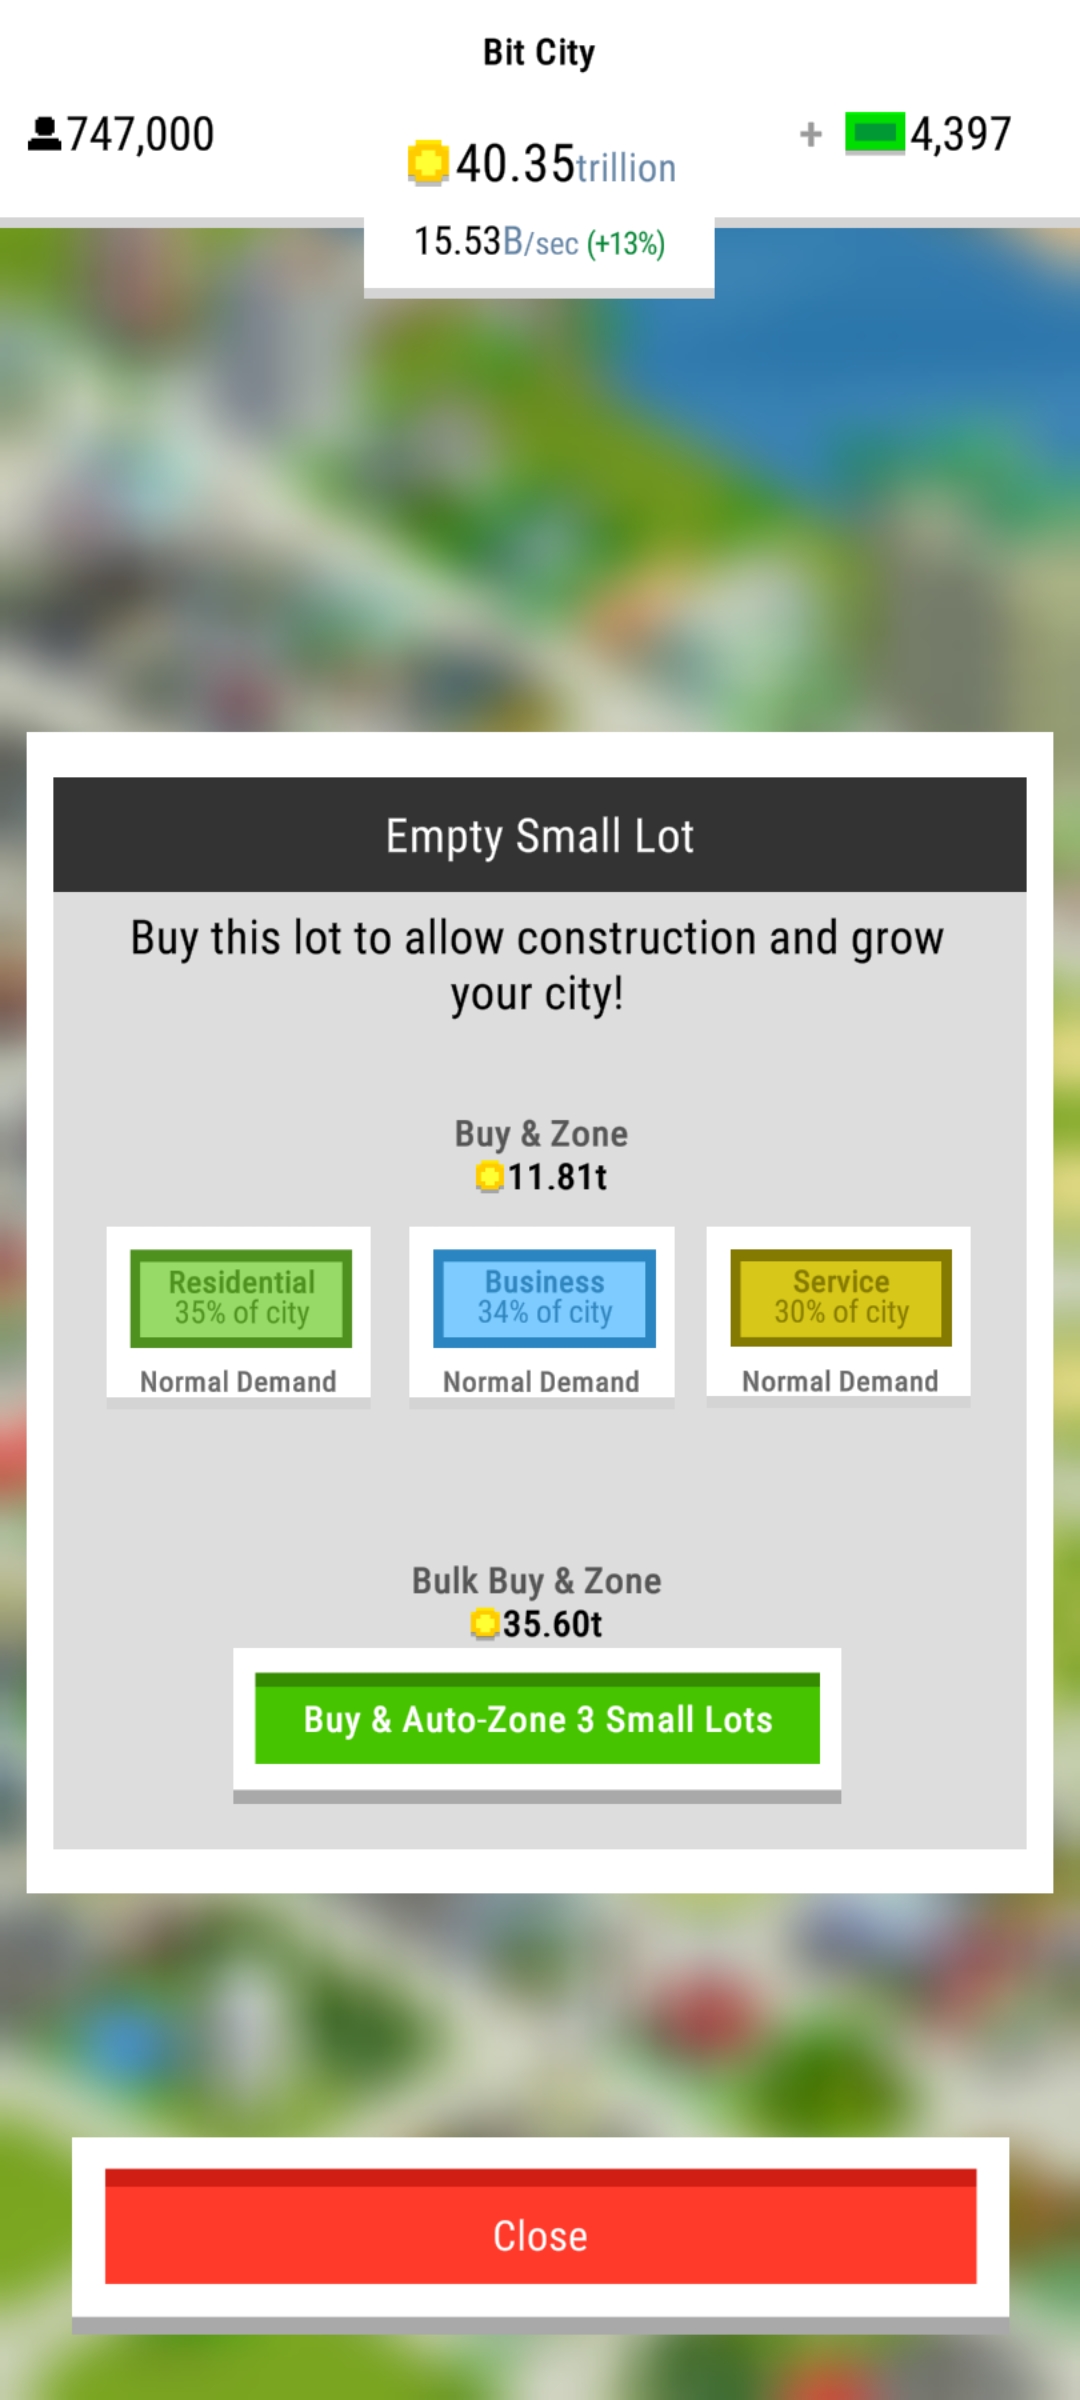 Bit City
747,000
+ 4,397
40.35trillion
15.53B/sec (+13%)
Empty Small Lot
Buy this lot to allow construction and grow
your city!
Buy & Zone
11.81t
Residential
35% of city
Normal Demand
Business
34% of city
Normal Demand
Service
30% of city
Normal Demand
Bulk Buy & Zone
35.60t
Buy & Auto-Zone 3 Small Lots
Close